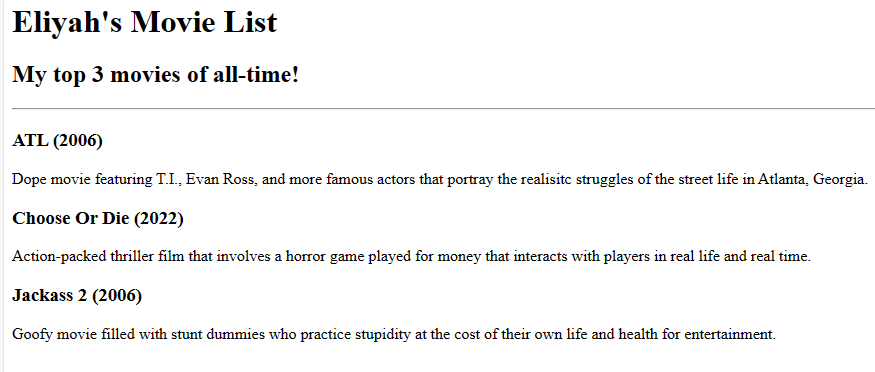 Eliyah's Movie List
My top 3 movies of all-time!
ATL (2006)
Dope movie featuring T.I., Evan Ross, and more famous actors that portray the realisitc struggles of the street life in Atlanta, Georgia.
Choose Or Die (2022)
Action-packed thriller film that involves a horror game played for money that interacts with players in real life and real time.
Jackass 2 (2006)
Goofy movie filled with stunt dummies who practice stupidity at the cost of their own life and health for entertainment.